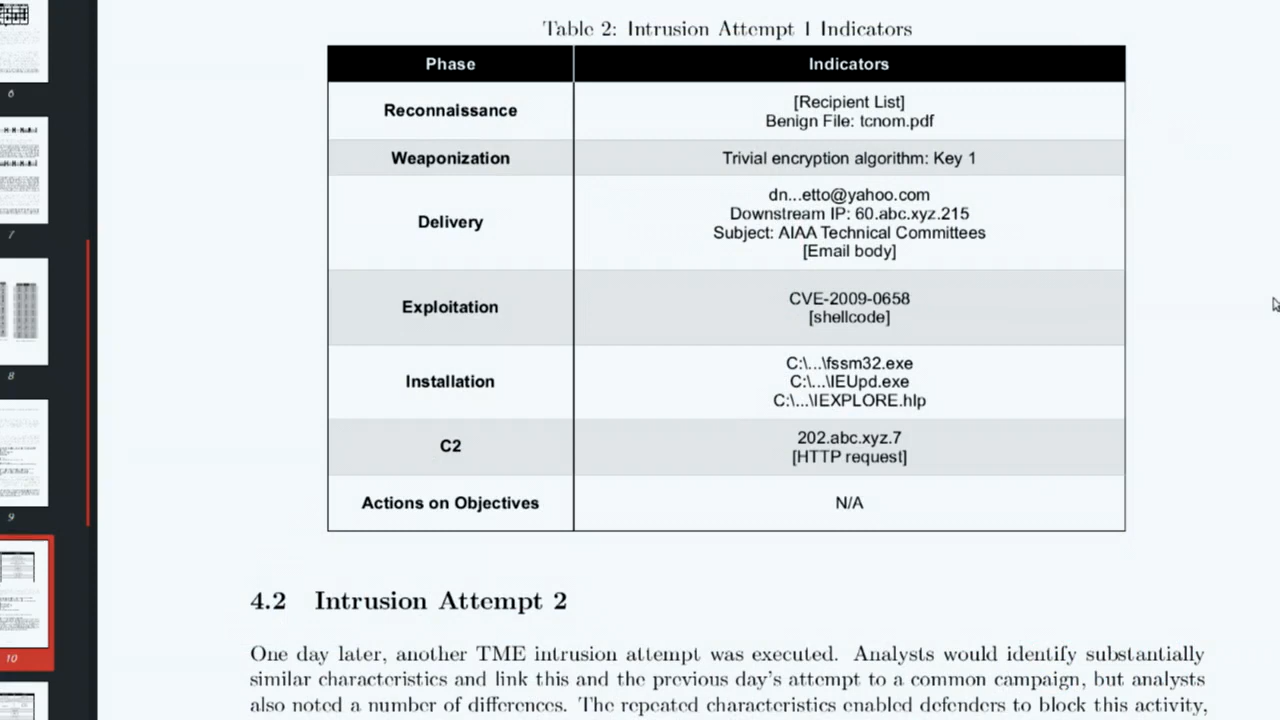 Table 2: Intrusion Attempt 1 Indicators
Phase Indicators
Reconnaissance
[Recipient List]
Benign File: tcnom.pdf
Weaponization Trivial encryption algorithm: Key 1
Delivery
dn...etto@yahoo.com
Downstream IP: 60.abc.xyz.215
Subject: AIAA Technical Committees
[Email body]
Exploitation
CVE-2009-0658
[shellcode]
Installation
C:\...\fssm32.exe
C:\...\IEUpd.exe
C:\...\IEXPLORE.hlp
C2
202.abc.xyz.7
[HTTP request]
Actions on Objectives N/A
4.2 Intrusion Attempt 2
One day later, another TME intrusion attempt was executed. Analysts would identify substantially
similar characteristics and link this and the previous day's attempt to a common campaign, but analysts
also noted a number of differences. The repeated characteristics enabled defenders to block this activity,
6
7
8
9
10